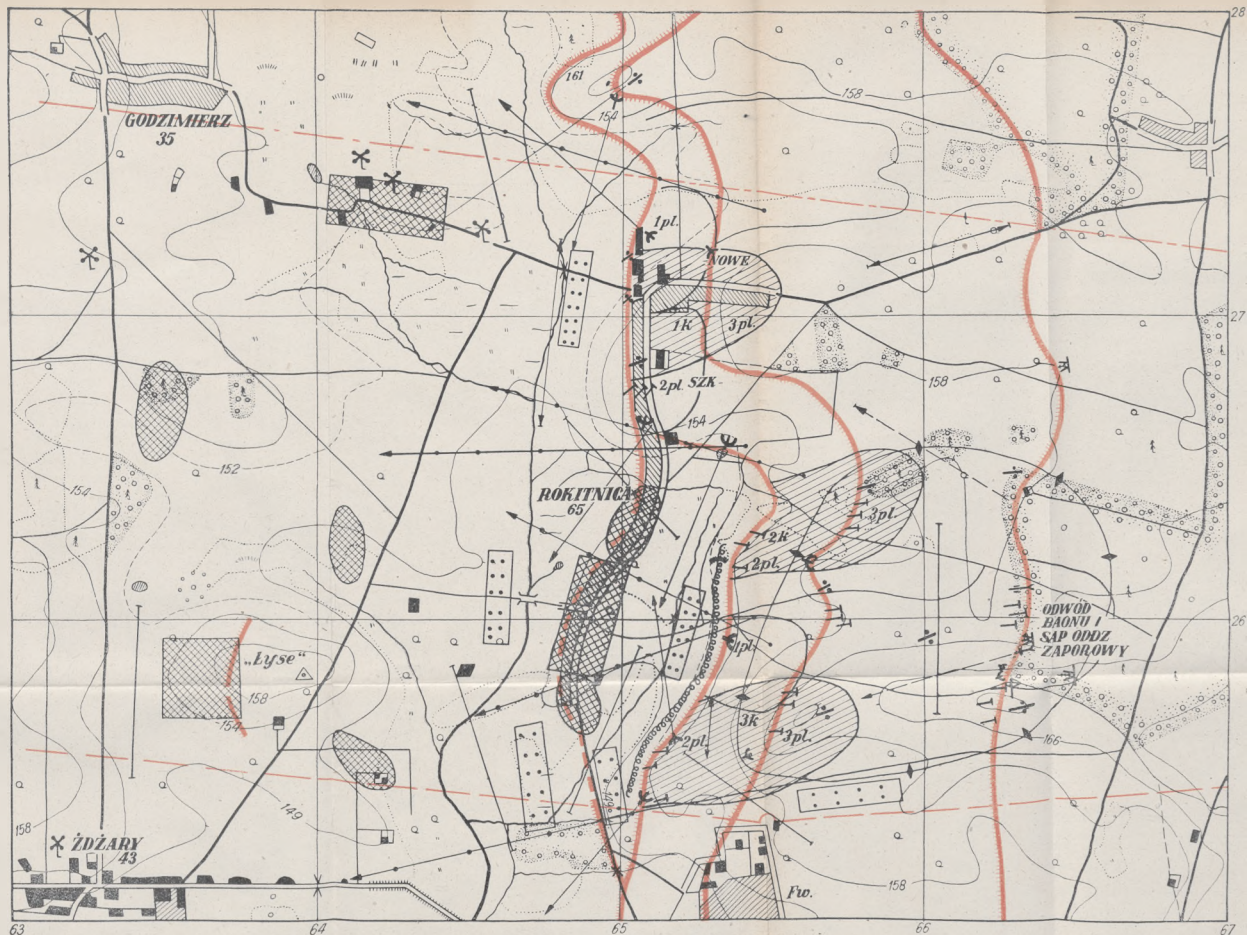 28
161
158
154
GODZIMIERZ
35
1pl.
NOWE
27
1k
3pl.
2pl.
SZK
158
154
152
154
ROKITNICA
65
3pl.
2k
2pl.
26
ODWÓD
BAONU I
SAP ODDZ
ZAPOROWY
1pl.
„Łyse“
158
154
3k
2pl.
3pl.
166
149
158
ŻDŻARY
43
158
Fw.
63
64
65
66
67